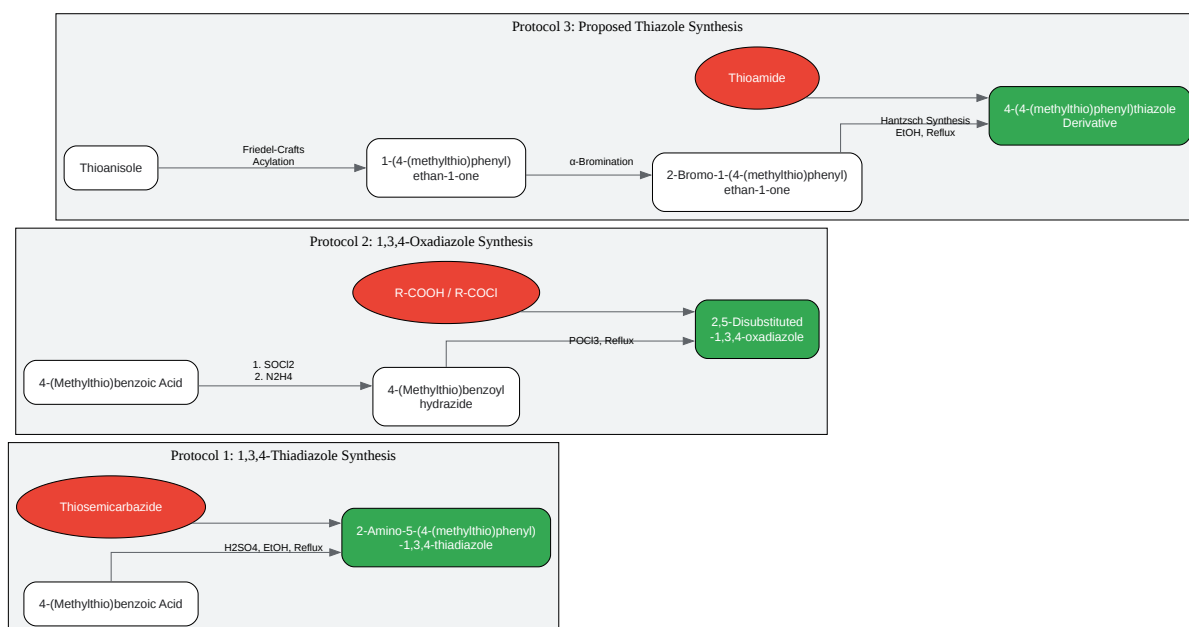 Protocol 3: Proposed Thiazole Synthesis
Thioamide
4-(4-(methylthio)phenyl)thiazole
Derivative
Hantzsch Synthesis
EtOH, Reflux
Thioanisole
Friedel-Crafts
Acylation
1-(4-(methylthio)phenyl)
ethan-1-one
α-Bromination
2-Bromo-1-(4-(methylthio)phenyl)
ethan-1-one
Protocol 2: 1,3,4-Oxadiazole Synthesis
R-COOH / R-COCl
2,5-Disubstituted
-1,3,4-oxadiazole
POCl3, Reflux
4-(Methylthio)benzoic Acid
1. SOCl2
2. N2H4
4-(Methylthio)benzoyl
hydrazide
Protocol 1: 1,3,4-Thiadiazole Synthesis
Thiosemicarbazide
2-Amino-5-(4-(methylthio)phenyl)
-1,3,4-thiadiazole
H2SO4, EtOH, Reflux
4-(Methylthio)benzoic Acid